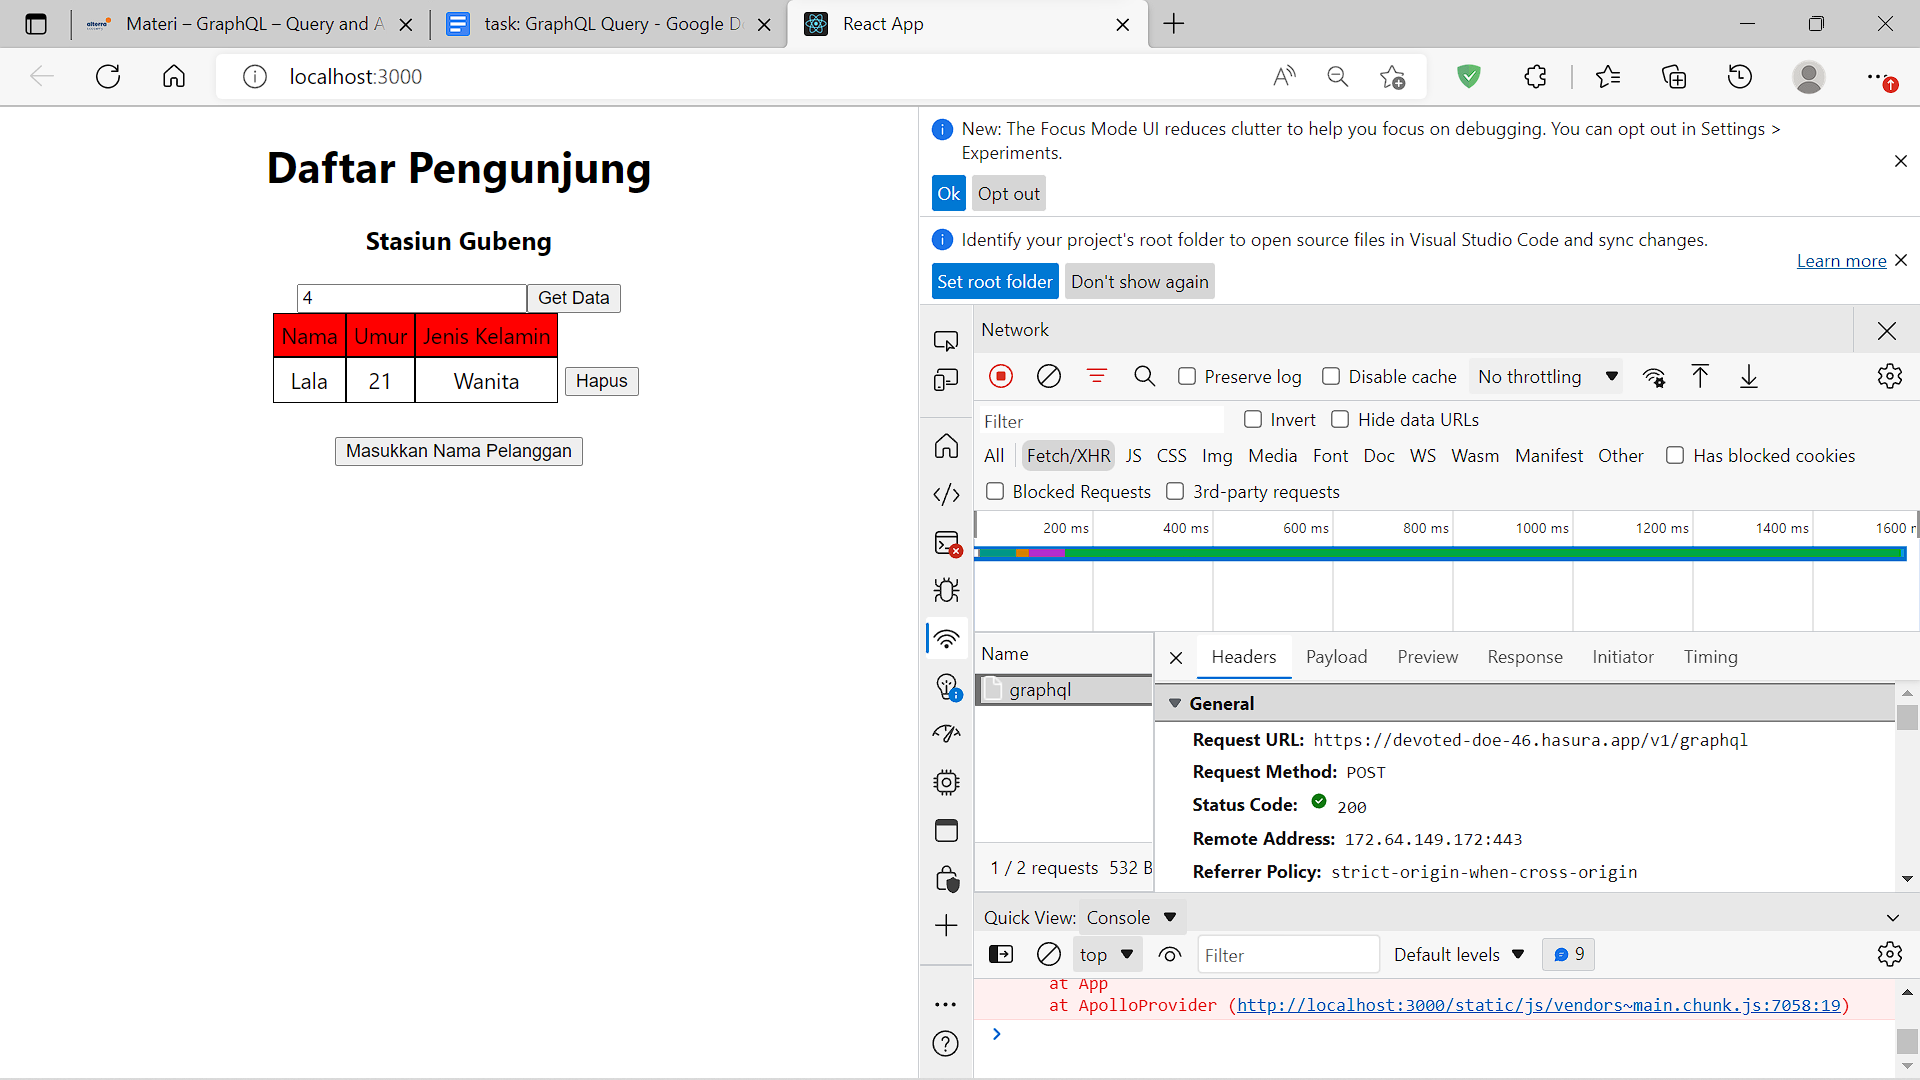 Materi – GraphQL – Query and A
task: GraphQL Query - Google D
React App
localhost:3000
Daftar Pengunjung
Stasiun Gubeng
4 Get Data
Nama Umur Jenis Kelamin
Lala 21 Wanita Hapus
Masukkan Nama Pelanggan
New: The Focus Mode UI reduces clutter to help you focus on debugging. You can opt out in Settings >
Experiments.
Ok Opt out
Identify your project's root folder to open source files in Visual Studio Code and sync changes.
Learn more
Set root folder Don't show again
Network
Preserve log Disable cache No throttling
Filter Invert Hide data URLs
All Fetch/XHR JS CSS Img Media Font Doc WS Wasm Manifest Other Has blocked cookies
Blocked Requests 3rd-party requests
200 ms 400 ms 600 ms 800 ms 1000 ms 1200 ms 1400 ms 1600
Name
Headers Payload Preview Response Initiator Timing
graphql
General
Request URL: https://devoted-doe-46.hasura.app/v1/graphql
Request Method: POST
Status Code: 200
Remote Address: 172.64.149.172:443
Referrer Policy: strict-origin-when-cross-origin
1 / 2 requests 532 B
Quick View: Console
top Filter Default levels 9
at App
at ApolloProvider (http://localhost:3000/static/js/vendors~main.chunk.js:7058:19)